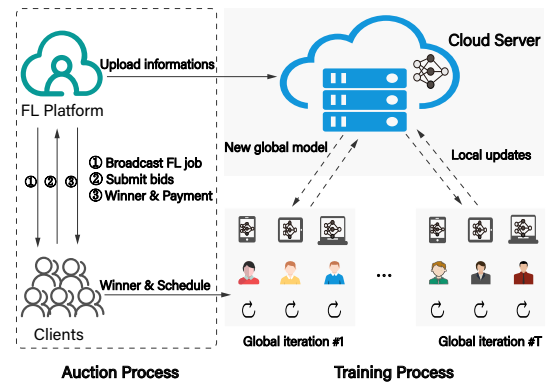 Cloud Server
Upload informations
FL Platform
New global model
Local updates
① Broadcast FL job
② Submit bids
③ Winner & Payment
① ② ③
Winner & Schedule
...
Clients
Global iteration #1
Global iteration #T
Auction Process
Training Process